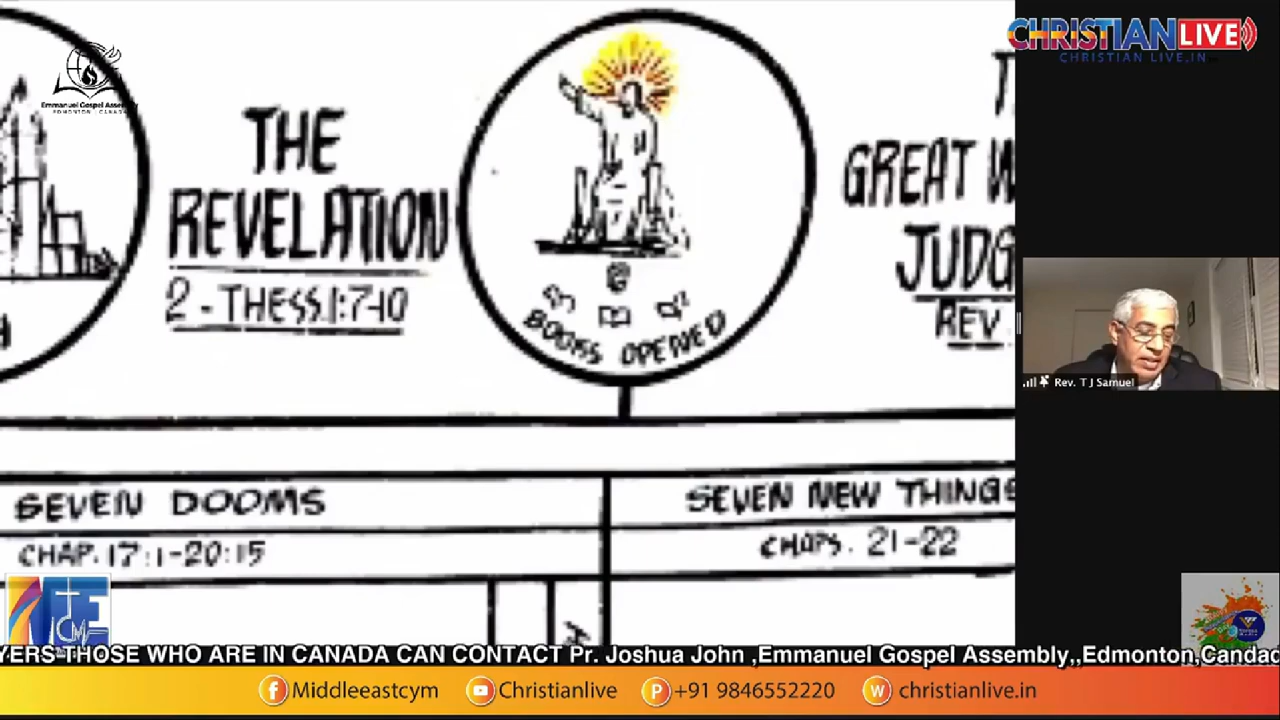 Emmanuel Gospel Assembly
EDMONTON | CANADA
THE
REVELATION
2-THESS.1:7-10
BOOKS OPENED
GREAT W
JUDG
REV
CHRISTIAN LIVE
CHRISTIAN LIVE.IN
Rev. T J Samuel
SEVEN DOOMS
CHAP. 17:1-20:15
SEVEN NEW THINGS
CHAPS. 21-22
YERS THOSE WHO ARE IN CANADA CAN CONTACT Pr. Joshua John ,Emmanuel Gospel Assembly,,Edmonton,Candad
Middleeastcym
Christianlive
+91 9846552220
christianlive.in